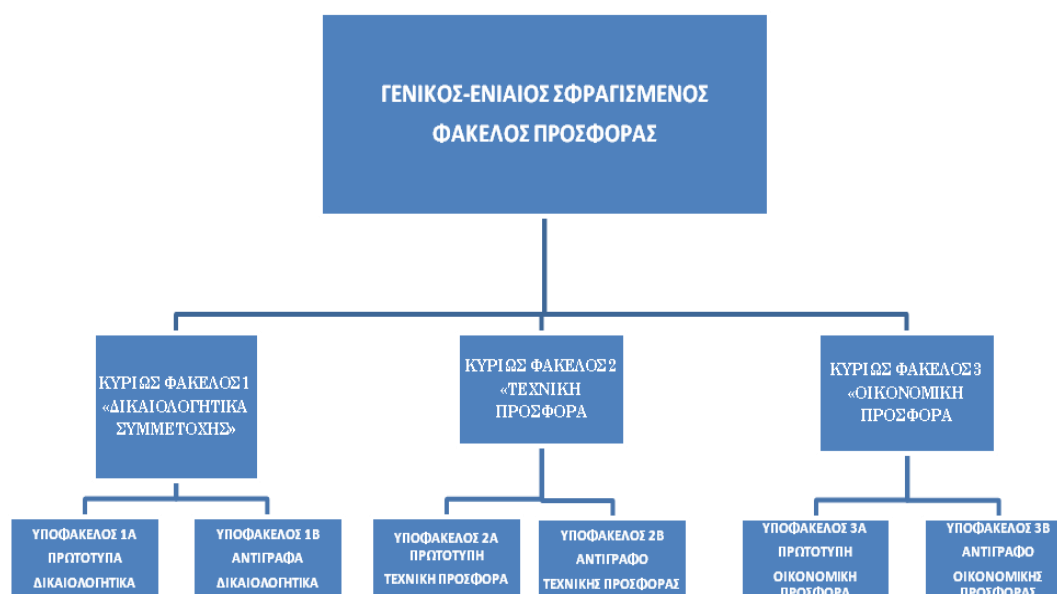 ΓΕΝΙΚΟΣ-ΕΝΙΑΙΟΣ ΣΦΡΑΓΙΣΜΕΝΟΣ
ΦΑΚΕΛΟΣ ΠΡΟΣΦΟΡΑΣ
ΚΥΡΙΩΣ ΦΑΚΕΛΟΣ 1
«ΔΙΚΑΙΟΛΟΓΗΤΙΚΑ
ΣΥΜΜΕΤΟΧΗΣ»
ΚΥΡΙΩΣ ΦΑΚΕΛΟΣ 2
«ΤΕΧΝΙΚΗ
ΠΡΟΣΦΟΡΑ
ΚΥΡΙΩΣ ΦΑΚΕΛΟΣ 3
«ΟΙΚΟΝΟΜΙΚΗ
ΠΡΟΣΦΟΡΑ
ΥΠΟΦΑΚΕΛΟΣ 1Α
ΠΡΩΤΟΤΥΠΑ
ΔΙΚΑΙΟΛΟΓΗΤΙΚΑ
ΥΠΟΦΑΚΕΛΟΣ 1Β
ΑΝΤΙΓΡΑΦΑ
ΔΙΚΑΙΟΛΟΓΗΤΙΚΑ
ΥΠΟΦΑΚΕΛΟΣ 2Α
ΠΡΩΤΟΤΥΠΗ
ΤΕΧΝΙΚΗ ΠΡΟΣΦΟΡΑ
ΥΠΟΦΑΚΕΛΟΣ 2Β
ΑΝΤΙΓΡΑΦΟ
ΤΕΧΝΙΚΗΣ ΠΡΟΣΦΟΡΑΣ
ΥΠΟΦΑΚΕΛΟΣ 3Α
ΠΡΩΤΟΤΥΠΗ
ΟΙΚΟΝΟΜΙΚΗ
ΠΡΟΣΦΟΡΑ
ΥΠΟΦΑΚΕΛΟΣ 3Β
ΑΝΤΙΓΡΑΦΟ
ΟΙΚΟΝΟΜΙΚΗΣ
ΠΡΟΣΦΟΡΑΣ